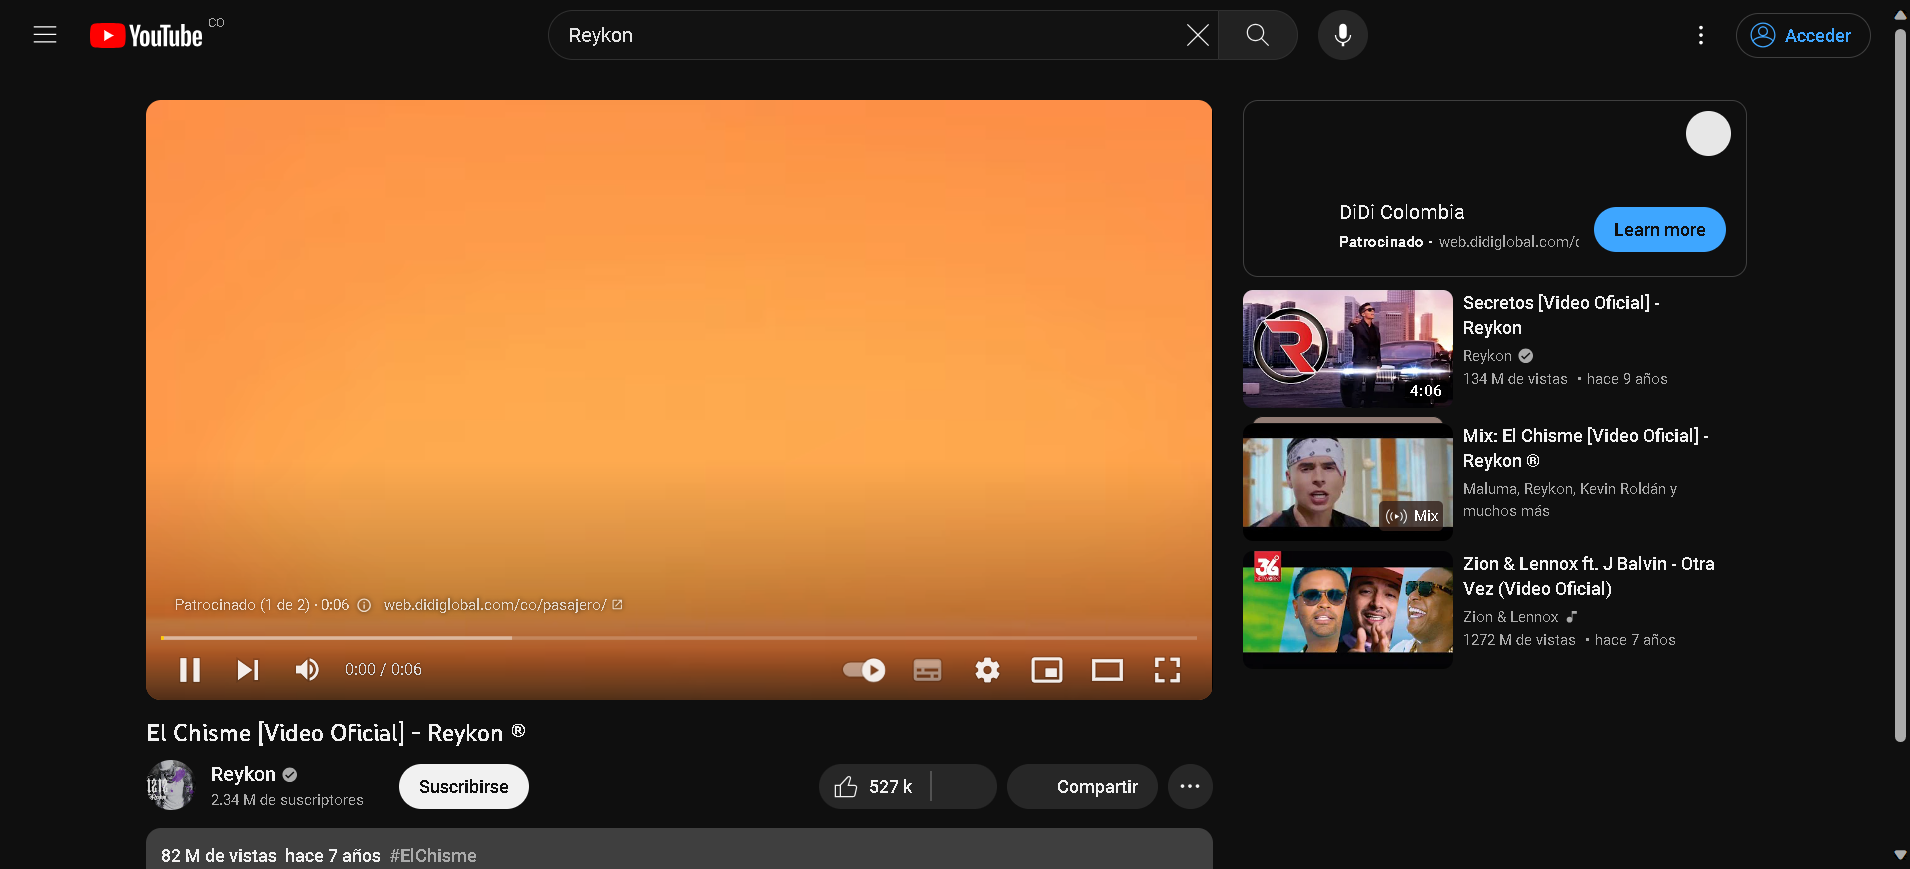 YouTube CO
Reykon
Acceder
Patrocinado (1 de 2) · 0:06 web.didiglobal.com/co/pasajero/
0:00 / 0:06
El Chisme [Video Oficial] - Reykon ®
Reykon
2.34 M de suscriptores
Suscribirse
527 k
Compartir
82 M de vistas hace 7 años #ElChisme
DiDi Colombia
Patrocinado · web.didiglobal.com/c
Learn more
4:06
Secretos [Video Oficial] -
Reykon
Reykon
134 M de vistas • hace 9 años
Mix
Mix: El Chisme [Video Oficial] -
Reykon ®
Maluma, Reykon, Kevin Roldán y
muchos más
Zion & Lennox ft. J Balvin - Otra
Vez (Video Oficial)
Zion & Lennox
1272 M de vistas • hace 7 años